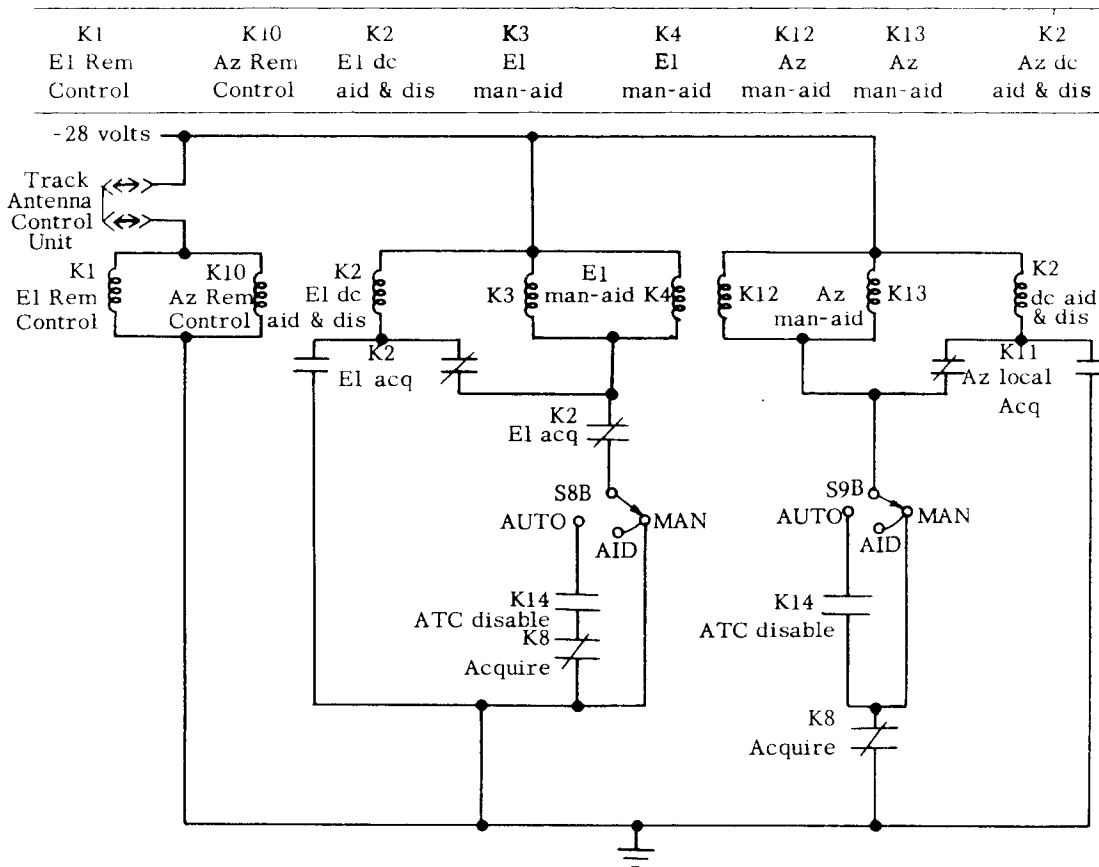 K1 K10 K2 K3 K4 K12 K13 K2
El Rem Az Rem El dc El El Az Az Az dc
Control Control aid & dis man-aid man-aid man-aid man-aid aid & dis
-28 volts
Track
Antenna
Control
Unit
K1
El Rem
Control
K10
Az Rem
Control
K2
El dc
aid & dis
K3
El
man-aid
K4
K12
Az
man-aid
K13
K2
dc aid
& dis
K2
El acq
K11
Az local
Acq
K2
El acq
S8B
AUTO
MAN
AID
S9B
AUTO
MAN
AID
K14
ATC disable
K8
Acquire
K14
ATC disable
K8
Acquire